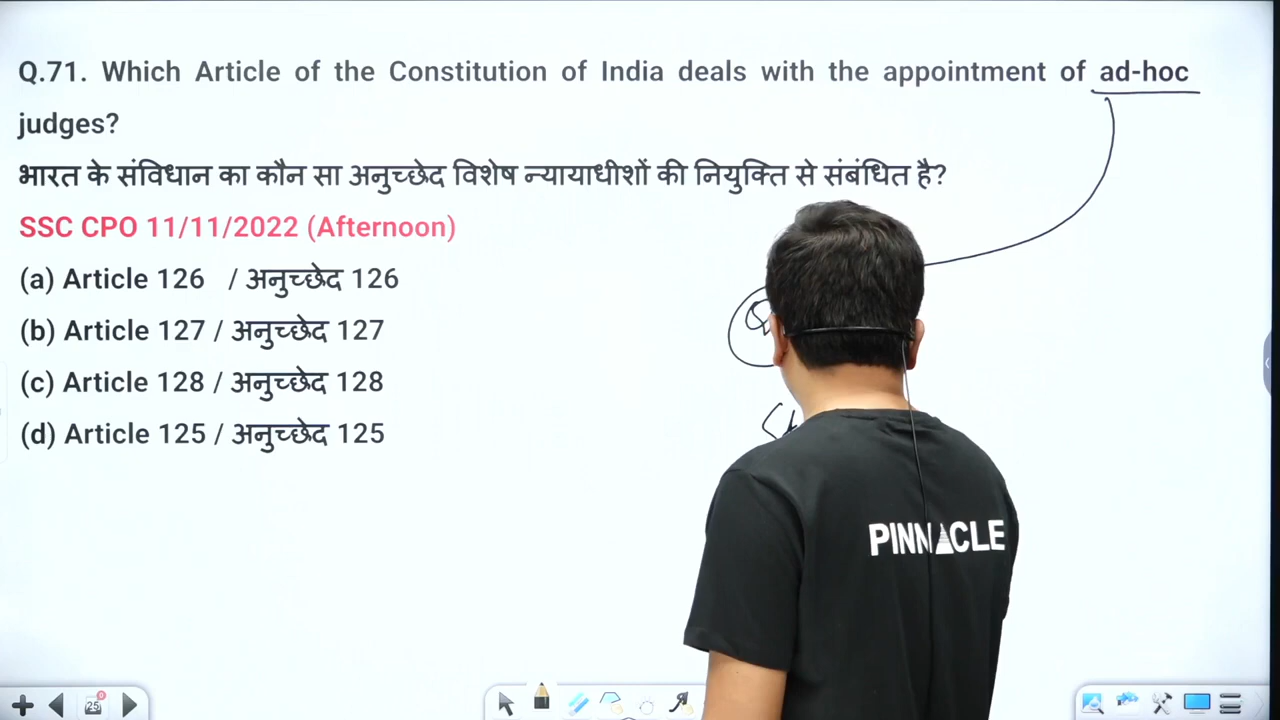 Q.71. Which Article of the Constitution of India deals with the appointment of ad-hoc
judges?
भारत के संविधान का कौन सा अनुच्छेद विशेष न्यायाधीशों की नियुक्ति से संबंधित है?
SSC CPO 11/11/2022 (Afternoon)
(a) Article 126 / अनुच्छेद 126
(b) Article 127 / अनुच्छेद 127
(c) Article 128 / अनुच्छेद 128
(d) Article 125 / अनुच्छेद 125
PINNACLE
25
0